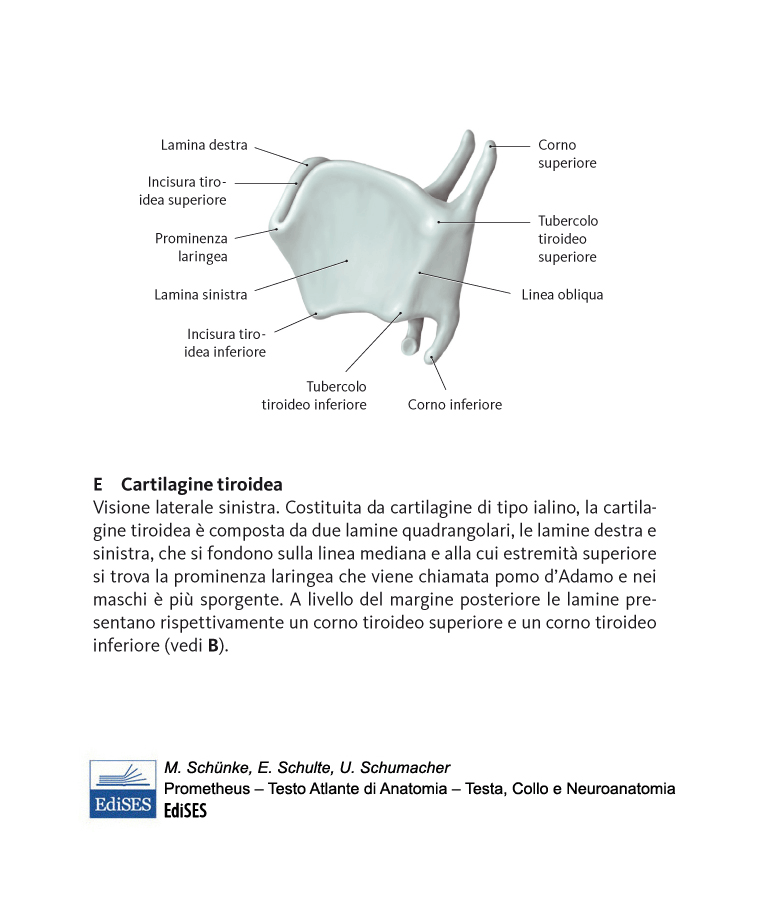 Lamina destra
Incisura tiro-
idea superiore
Prominenza
laringea
Lamina sinistra
Incisura tiro-
idea inferiore
Tubercolo
tiroideo inferiore
Corno inferiore
Corno
superiore
Tubercolo
tiroideo
superiore
Linea obliqua
E Cartilagine tiroidea
Visione laterale sinistra. Costituita da cartilagine di tipo ialino, la cartila-
gine tiroidea è composta da due lamine quadrangolari, le lamine destra e
sinistra, che si fondono sulla linea mediana e alla cui estremità superiore
si trova la prominenza laringea che viene chiamata pomo d'Adamo e nei
maschi è più sporgente. A livello del margine posteriore le lamine pre-
sentano rispettivamente un corno tiroideo superiore e un corno tiroideo
inferiore (vedi B).
EdiSES
M. Schünke, E. Schulte, U. Schumacher
Prometheus – Testo Atlante di Anatomia – Testa, Collo e Neuroanatomia
EdiSES